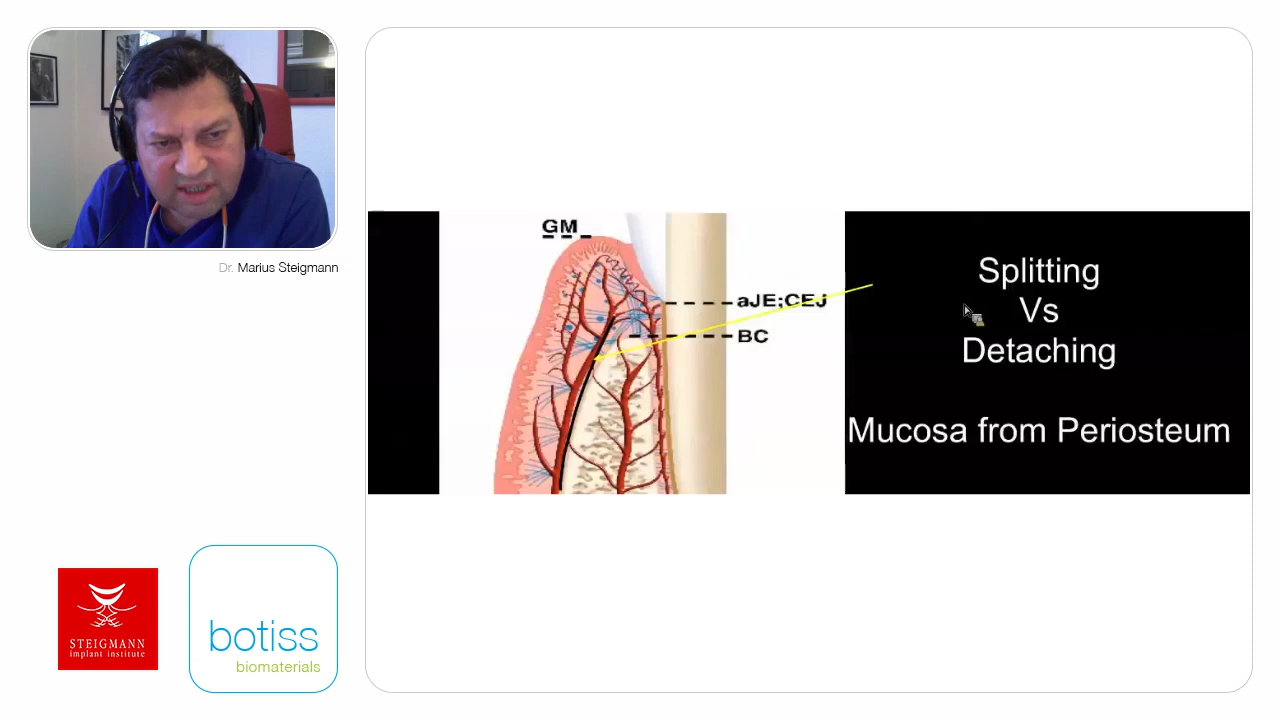 Dr. Marius Steigmann
GM
aJE;CEJ
BC
Splitting
Vs
Detaching
Mucosa from Periosteum
STEIGMANN
implant institute
botiss
biomaterials